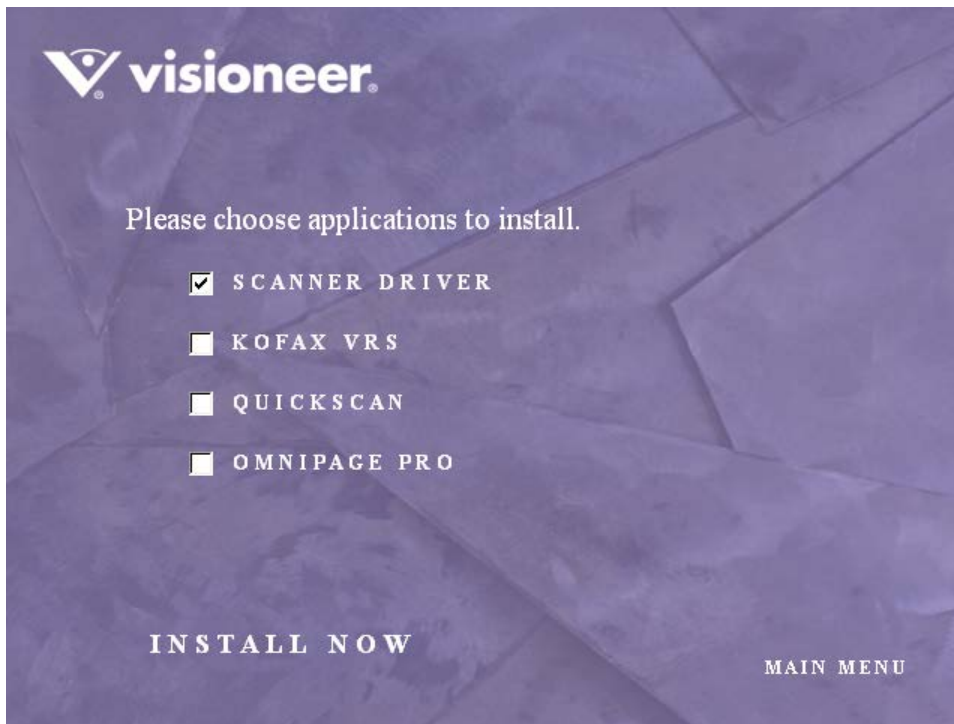 visioneer®
Please choose applications to install.
SCANNER DRIVER
KOFAX VRS
QUICKSCAN
OMNIPAGE PRO
INSTALL NOW
MAIN MENU